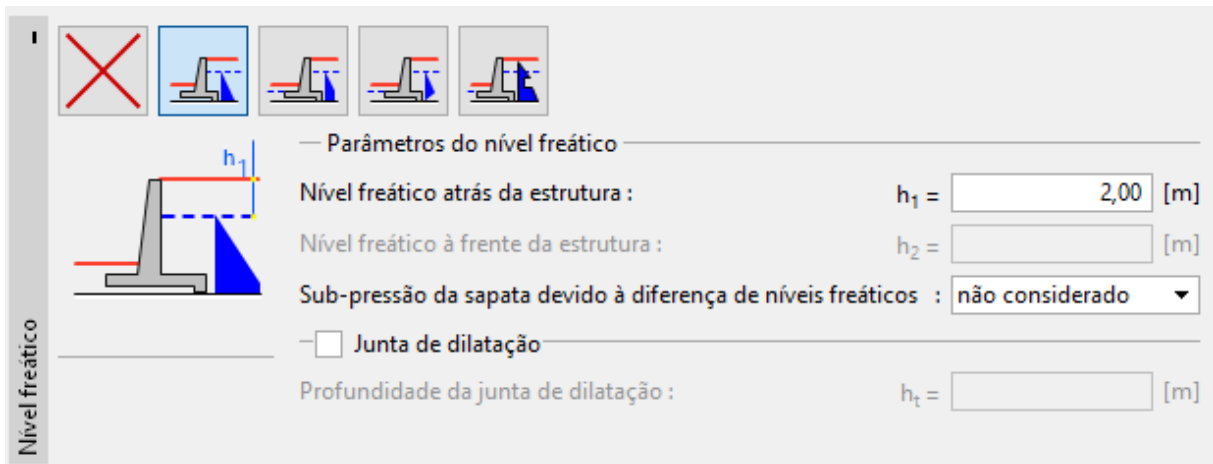 h1
Parâmetros do nível freático
Nível freático atrás da estrutura : h1 = 2,00 [m]
Nível freático à frente da estrutura : h2 = [m]
Sub-pressão da sapata devido à diferença de níveis freáticos : não considerado
Junta de dilatação
Profundidade da junta de dilatação : ht = [m]
Nível freático